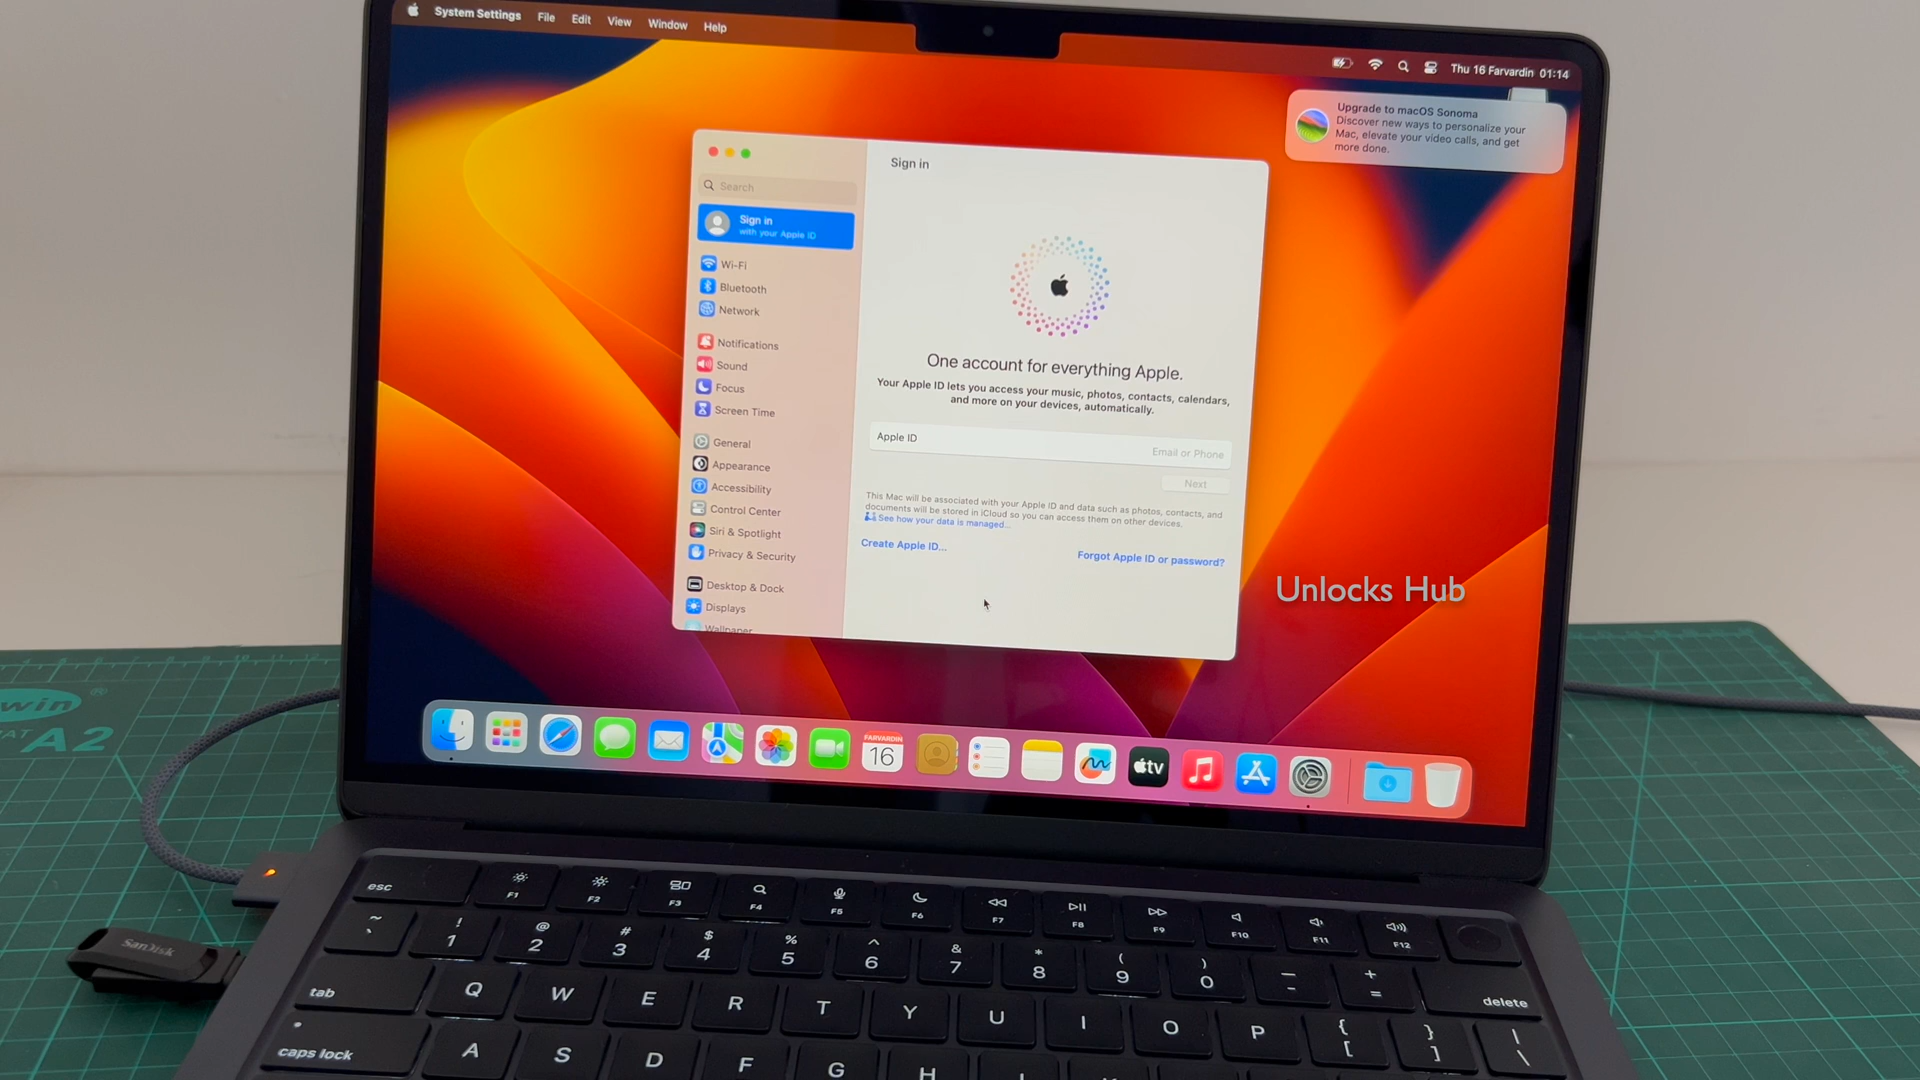 System Settings File Edit View Window Help
Thu 16 Farvardin 01:14
Upgrade to macOS Sonoma
Discover new ways to personalize your
Mac, elevate your video calls, and get
more done.
Sign in
Search
Sign in
with your Apple ID
Wi-Fi
Bluetooth
Network
Notifications
Sound
Focus
Screen Time
General
Appearance
Accessibility
Control Center
Siri & Spotlight
Privacy & Security
Desktop & Dock
Displays
Wallpaper
One account for everything Apple.
Your Apple ID lets you access your music, photos, contacts, calendars,
and more on your devices, automatically.
Apple ID Email or Phone
Next
This Mac will be associated with your Apple ID and data such as photos, contacts, and
documents will be stored in iCloud so you can access them on other devices.
See how your data is managed...
Create Apple ID... Forgot Apple ID or password?
Unlocks Hub
FARVARDIN
16
tv
win
A2
SanDisk
esc F1 F2 F3 F4 F5 F6 F7 F8 F9 F10 F11 F12
~ ! @ # $ % ^ & * ( ) — +
` 1 2 3 4 5 6 7 8 9 0 - = delete
tab Q W E R T Y U I O P { [ } ] | \
caps lock A S D F G H